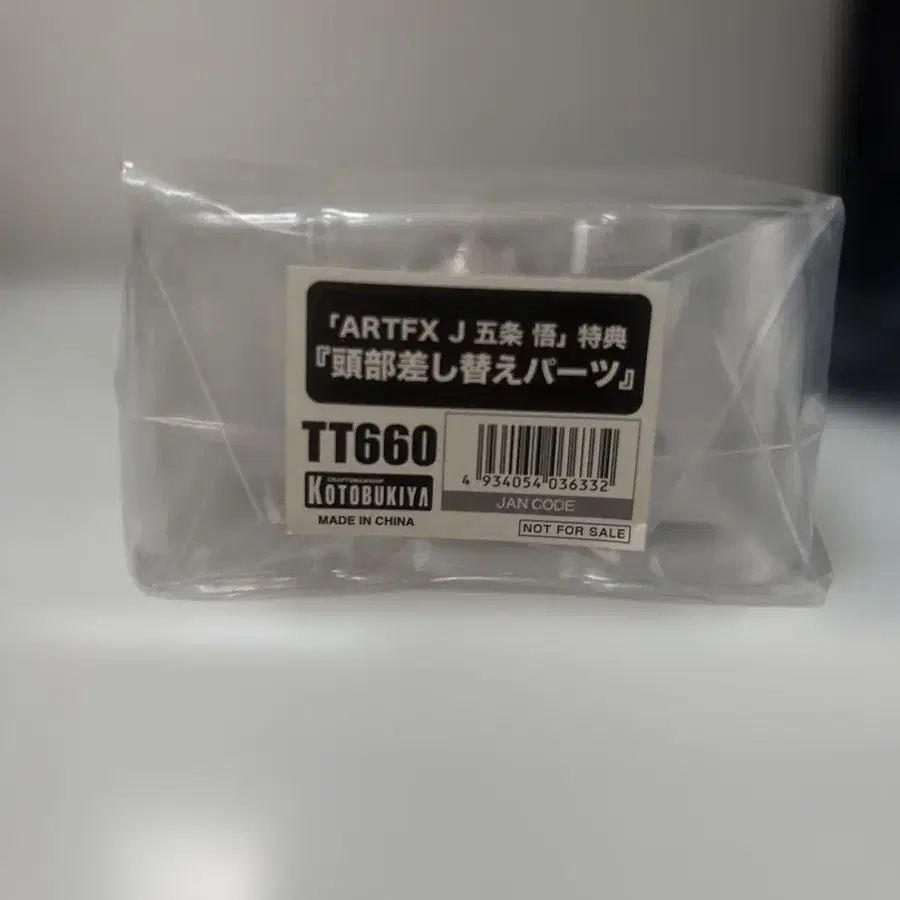 「ARTFX J 五条 悟」特典
『頭部差し替えパーツ』
TT660
CRAFTSMANSHIP
KOTOBUKIYA
MADE IN CHINA
4 934054 036332
JAN CODE
NOT FOR SALE